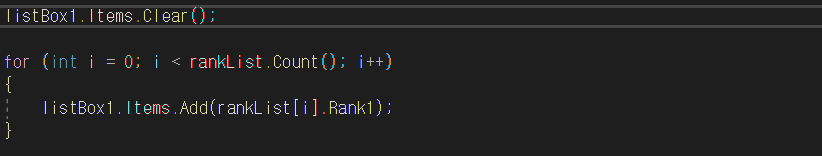 listBox1.Items.Clear();
for (int i = 0; i < rankList.Count(); i++)
{
listBox1.Items.Add(rankList[i].Rank1);
}